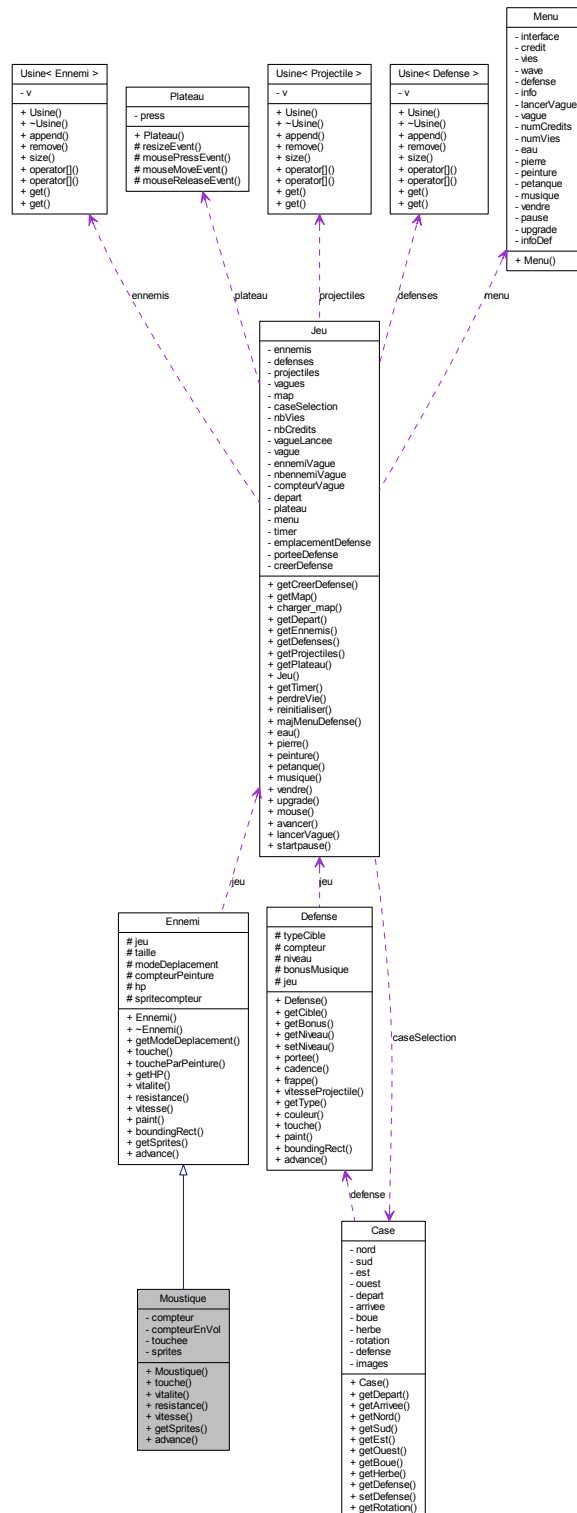 Menu
- interface
- credit
- vies
- wave
- defense
- info
- lancerVague
- vague
- numCredits
- numVies
- eau
- pierre
- peinture
- petanque
- musique
- vendre
- pause
- upgrade
- infoDef
+ Menu()
Usine< Ennemi >
- v
+ Usine()
+ ~Usine()
+ append()
+ remove()
+ size()
+ operator[]()
+ operator[]()
+ get()
+ get()
Plateau
- press
+ Plateau()
# resizeEvent()
# mousePressEvent()
# mouseMoveEvent()
# mouseReleaseEvent()
Usine< Projectile >
- v
+ Usine()
+ ~Usine()
+ append()
+ remove()
+ size()
+ operator[]()
+ operator[]()
+ get()
+ get()
Usine< Defense >
- v
+ Usine()
+ ~Usine()
+ append()
+ remove()
+ size()
+ operator[]()
+ operator[]()
+ get()
+ get()
ennemis
plateau
projectiles
defenses
menu
Jeu
- ennemis
- defenses
- projectiles
- vagues
- map
- caseSelection
- nbVies
- nbCredits
- vagueLancee
- vague
- ennemiVague
- nbennemiVague
- compteurVague
- depart
- plateau
- menu
- timer
- emplacementDefense
- porteeDefense
- creerDefense
+ getCreerDefense()
+ getMap()
+ charger_map()
+ getDepart()
+ getEnnemis()
+ getDefenses()
+ getProjectiles()
+ getPlateau()
+ Jeu()
+ getTimer()
+ perdreVie()
+ reinitialiser()
+ majMenuDefense()
+ eau()
+ pierre()
+ peinture()
+ petanque()
+ musique()
+ vendre()
+ upgrade()
+ mouse()
+ avancer()
+ lancerVague()
+ startpause()
jeu
jeu
caseSelection
Ennemi
# jeu
# taille
# modeDeplacement
# compteurPeinture
# hp
# spritecompteur
+ Ennemi()
+ ~Ennemi()
+ getModeDeplacement()
+ touche()
+ toucheParPeinture()
+ getHP()
+ vitalite()
+ resistance()
+ vitesse()
+ paint()
+ boundingRect()
+ getSprites()
+ advance()
Defense
# typeCible
# compteur
# niveau
# bonusMusique
# jeu
+ Defense()
+ getCible()
+ getBonus()
+ getNiveau()
+ setNiveau()
+ portee()
+ cadence()
+ frappe()
+ vitesseProjectile()
+ getType()
+ couleur()
+ touche()
+ paint()
+ boundingRect()
+ advance()
defense
Moustique
- compteur
- compteurEnVol
- touchee
- sprites
+ Moustique()
+ touche()
+ vitalite()
+ resistance()
+ vitesse()
+ getSprites()
+ advance()
Case
- nord
- sud
- est
- ouest
- depart
- arrivee
- boue
- herbe
- rotation
- defense
- images
+ Case()
+ getDepart()
+ getArrivee()
+ getNord()
+ getSud()
+ getEst()
+ getOuest()
+ getBoue()
+ getHerbe()
+ getDefense()
+ setDefense()
+ getRotation()